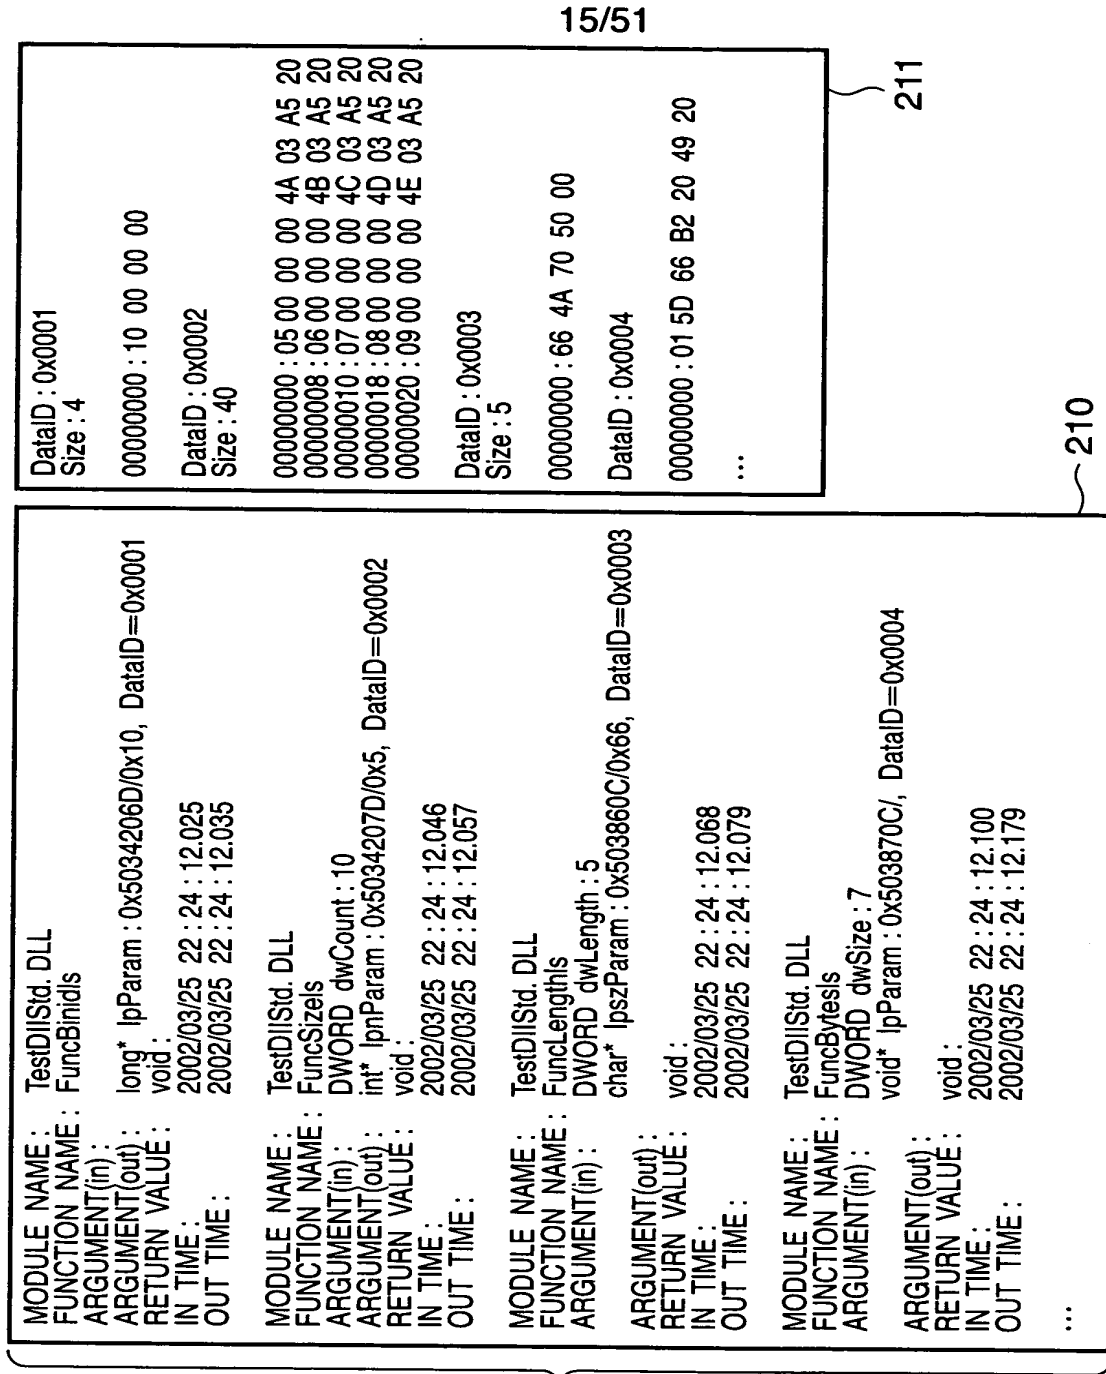 15/51
MODULE NAME : TestDllStd. DLL
FUNCTION NAME : FuncBinidIs
ARGUMENT(in) :
ARGUMENT(out) : long* lpParam : 0x5034206D/0x10, DataID=0x0001
RETURN VALUE : void :
IN TIME : 2002/03/25 22 : 24 : 12.025
OUT TIME : 2002/03/25 22 : 24 : 12.035
MODULE NAME : TestDllStd. DLL
FUNCTION NAME : FuncSizeIs
ARGUMENT(in) : DWORD dwCount : 10
ARGUMENT(out) : int* lpnParam : 0x5034207D/0x5, DataID=0x0002
RETURN VALUE : void :
IN TIME : 2002/03/25 22 : 24 : 12.046
OUT TIME : 2002/03/25 22 : 24 : 12.057
MODULE NAME : TestDllStd. DLL
FUNCTION NAME : FuncLengthIs
ARGUMENT(in) : DWORD dwLength : 5
char* lpszParam : 0x503860C/0x66, DataID=0x0003
ARGUMENT(out) :
RETURN VALUE : void :
IN TIME : 2002/03/25 22 : 24 : 12.068
OUT TIME : 2002/03/25 22 : 24 : 12.079
MODULE NAME : TestDllStd. DLL
FUNCTION NAME : FuncBytesIs
ARGUMENT(in) : DWORD dwSize : 7
void* lpParam : 0x503870C/, DataID=0x0004
ARGUMENT(out) :
RETURN VALUE : void :
IN TIME : 2002/03/25 22 : 24 : 12.100
OUT TIME : 2002/03/25 22 : 24 : 12.179
...
210
DataID : 0x0001
Size : 4
00000000 : 10 00 00 00
DataID : 0x0002
Size : 40
00000000 : 05 00 00 00 4A 03 A5 20
00000008 : 06 00 00 00 4B 03 A5 20
00000010 : 07 00 00 00 4C 03 A5 20
00000018 : 08 00 00 00 4D 03 A5 20
00000020 : 09 00 00 00 4E 03 A5 20
DataID : 0x0003
Size : 5
00000000 : 66 4A 70 50 00
DataID : 0x0004
00000000 : 01 5D 66 B2 20 49 20
...
211